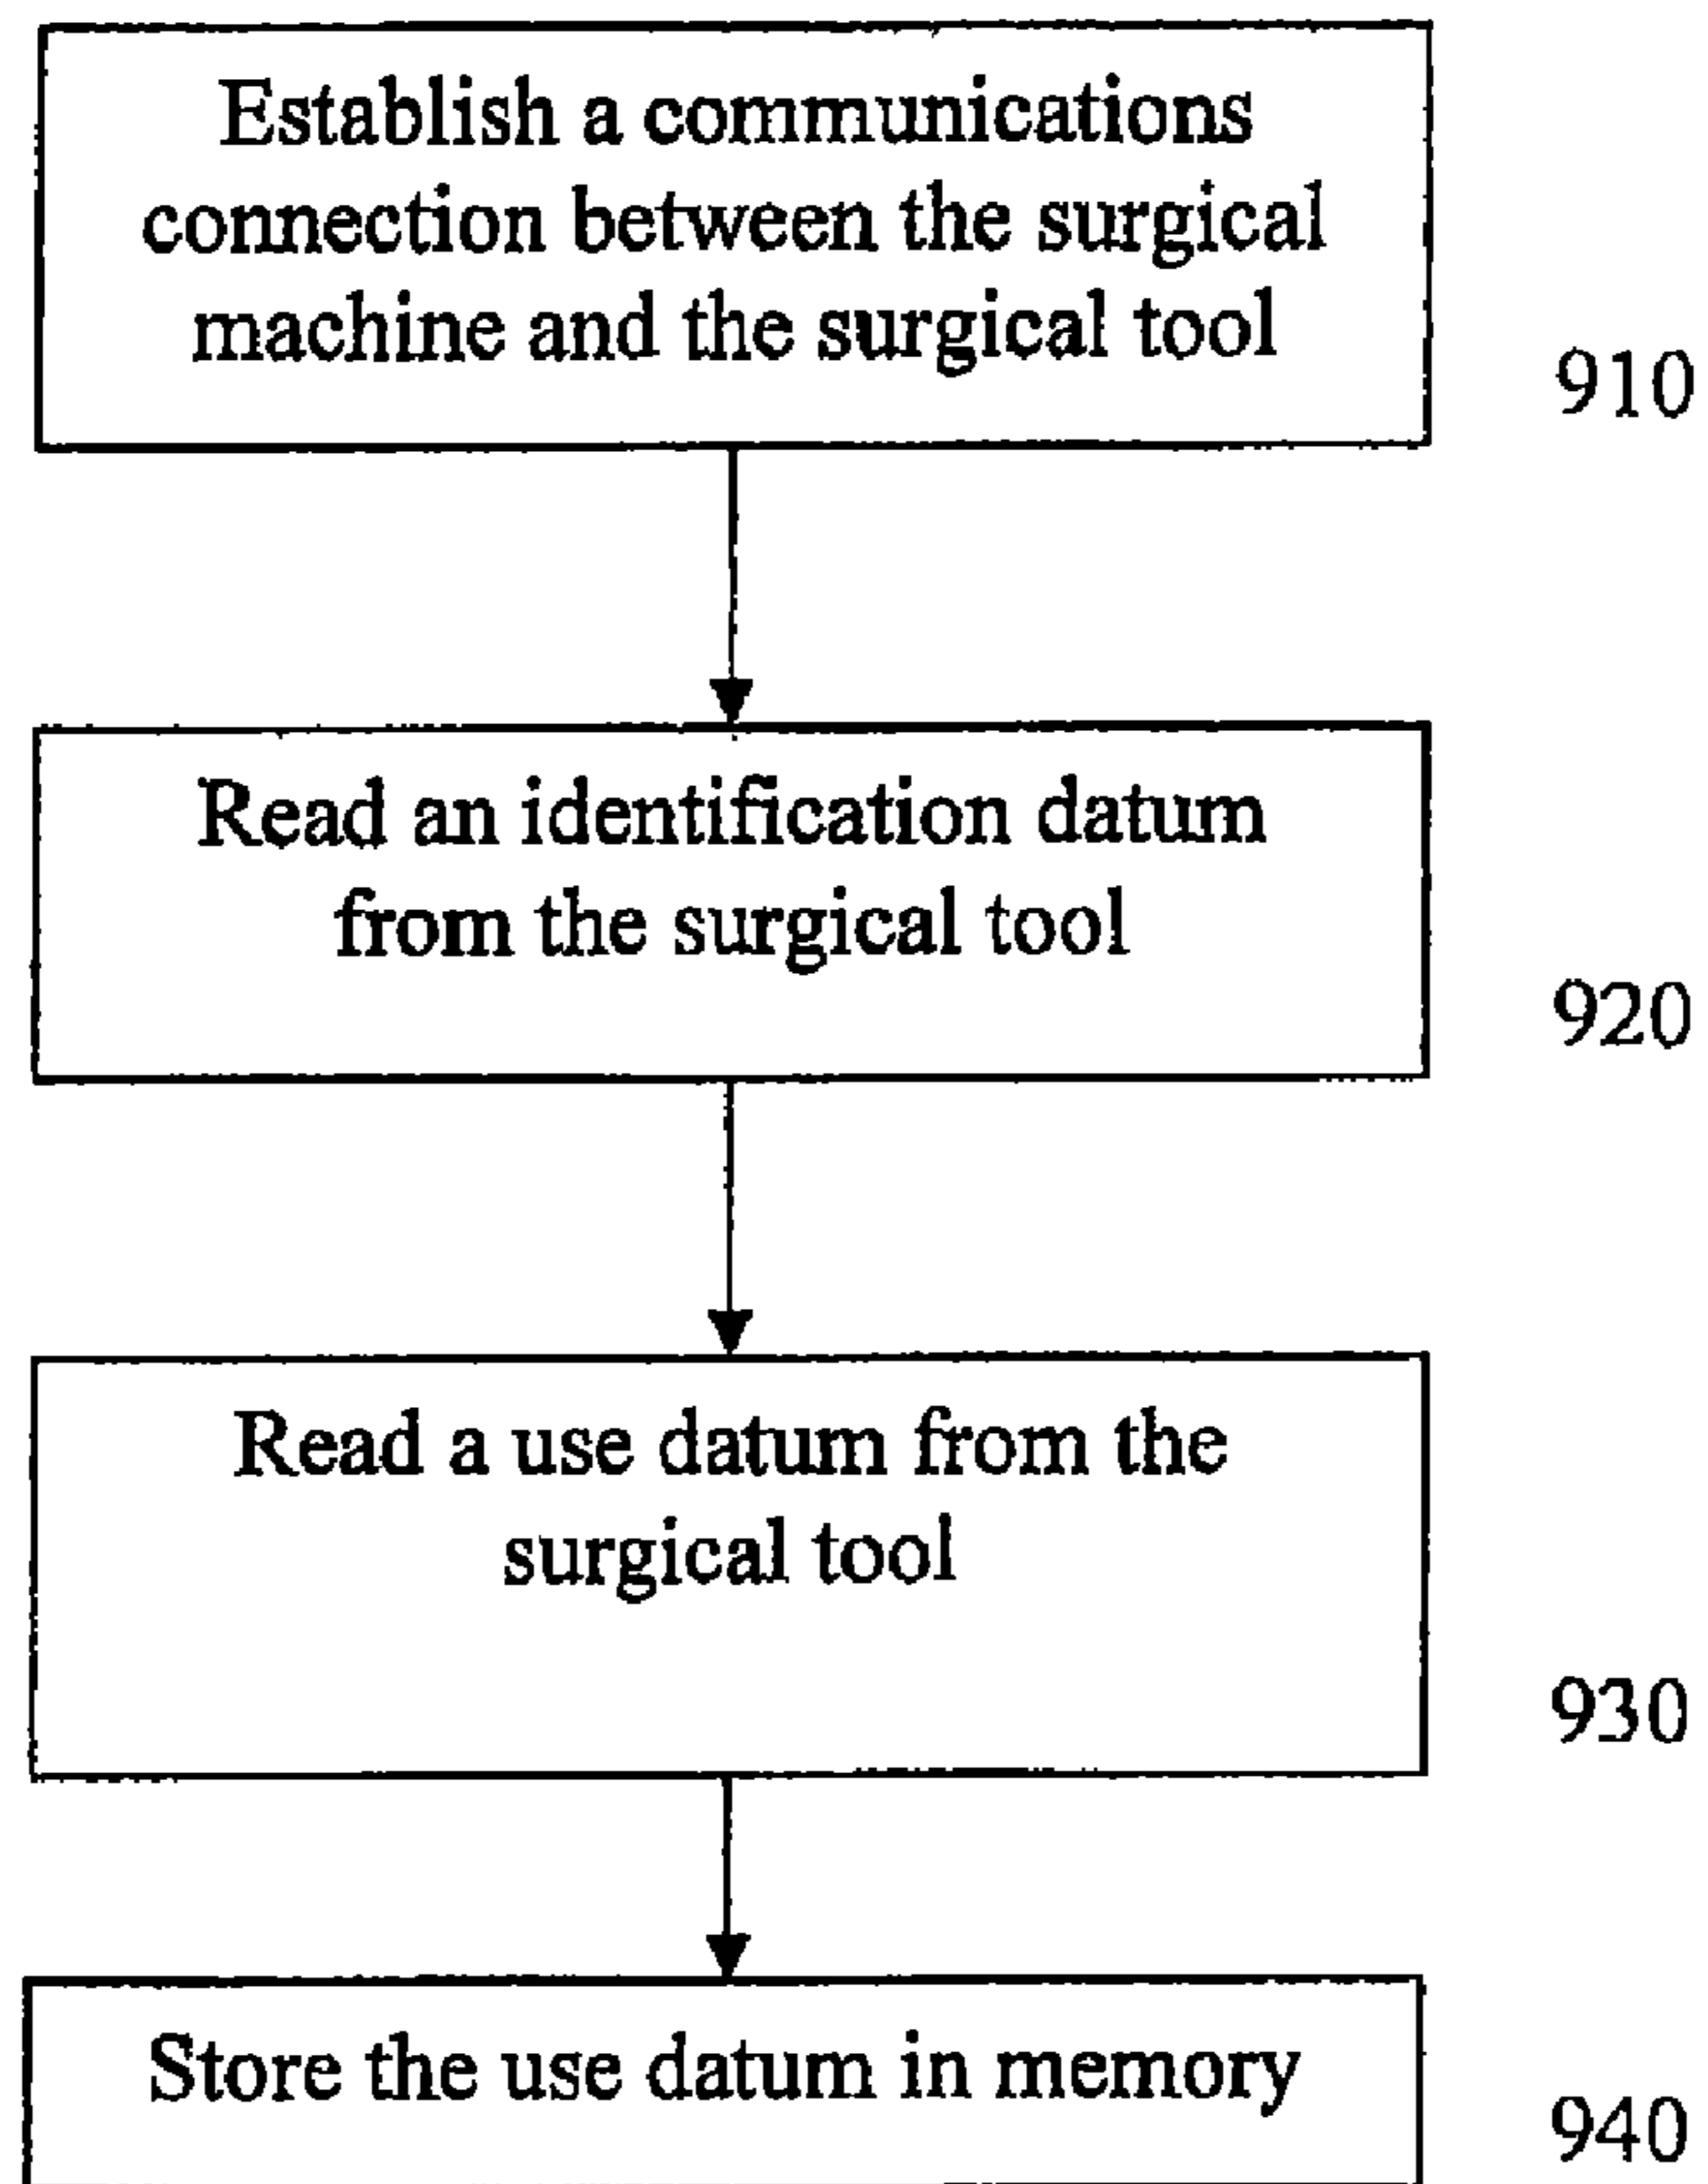 Establish a communications
connection between the surgical
machine and the surgical tool
910
Read an identification datum
from the surgical tool
920
Read a use datum from the
surgical tool
930
Store the use datum in memory
940